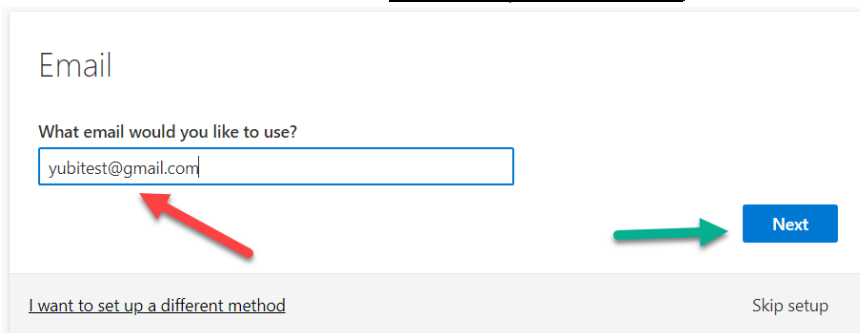 Email
What email would you like to use?
yubitest@gmail.com
Next
I want to set up a different method
Skip setup